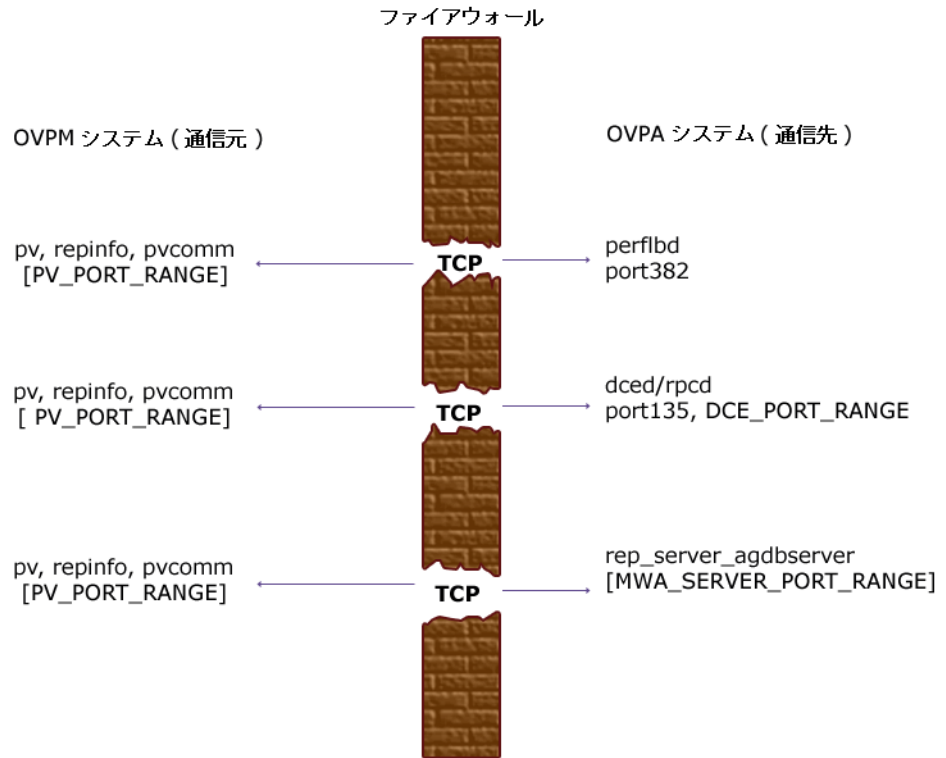 ファイアウォール
OVPM システム ( 通信元 )
OVPA システム ( 通信先 )
pv, repinfo, pvcomm
[PV_PORT_RANGE]
TCP
perflbd
port382
pv, repinfo, pvcomm
[ PV_PORT_RANGE]
TCP
dced/rpcd
port135, DCE_PORT_RANGE
pv, repinfo, pvcomm
[PV_PORT_RANGE]
TCP
rep_server_agdbserver
[MWA_SERVER_PORT_RANGE]